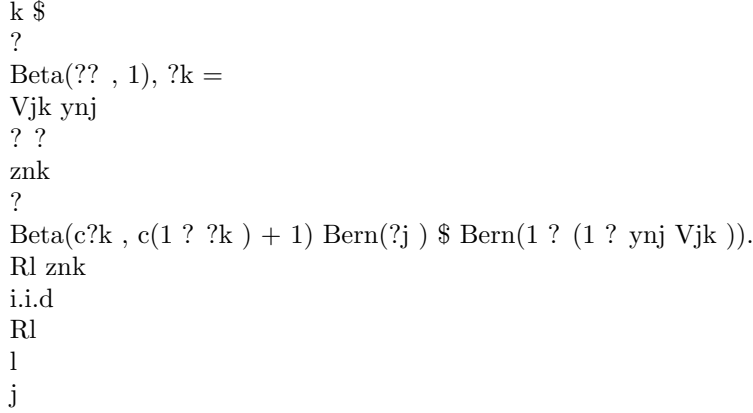 k $
?
Beta(?? , 1), ?k =
Vjk ynj
? ?
znk
?
Beta(c?k , c(1 ? ?k ) + 1) Bern(?j ) $ Bern(1 ? (1 ? ynj Vjk )).
Rl znk
i.i.d
Rl
l
j